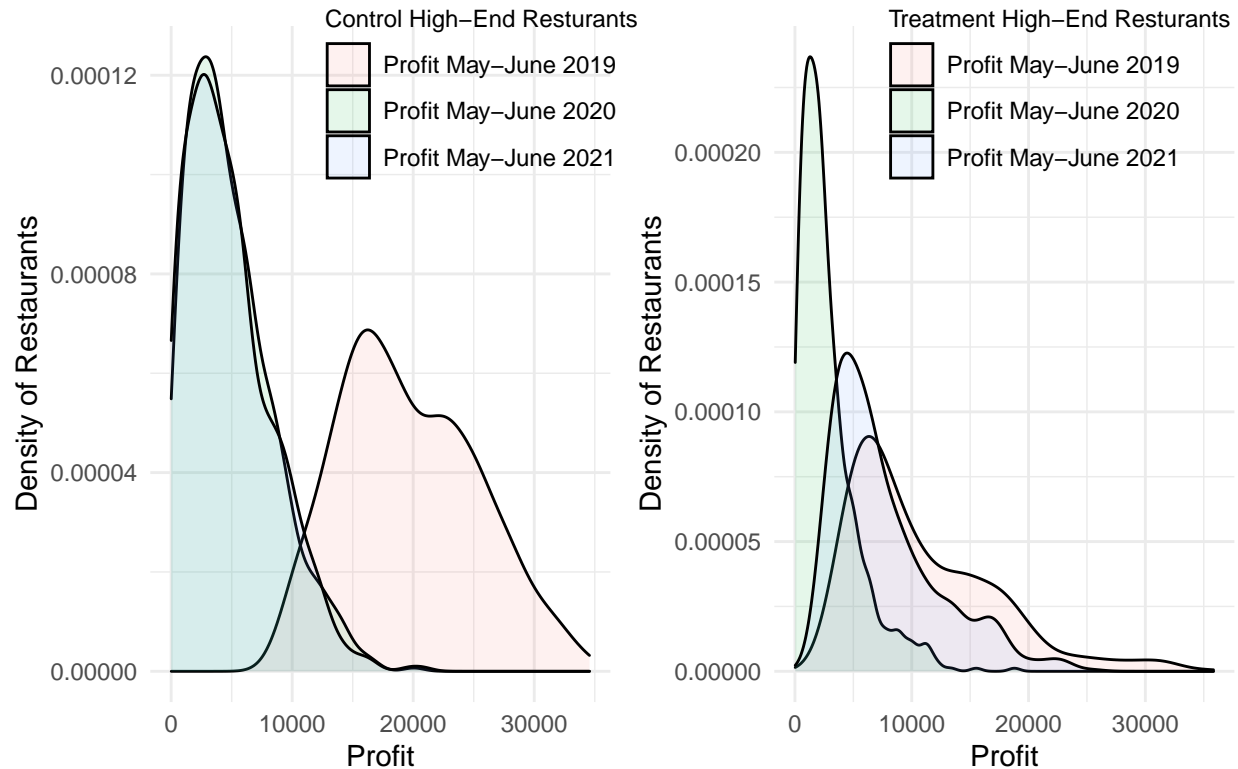 Control High−End Resturants
Profit May−June 2019
Profit May−June 2020
Profit May−June 2021
0.00012
0.00008
0.00004
0.00000
Density of Restaurants
0
10000
20000
30000
Profit
Treatment High−End Resturants
Profit May−June 2019
Profit May−June 2020
Profit May−June 2021
0.00020
0.00015
0.00010
0.00005
0.00000
Density of Restaurants
0
10000
20000
30000
Profit